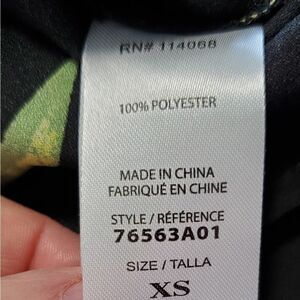 RN# 114068
100% POLYESTER
MADE IN CHINA
FABRIQUÉ EN CHINE
STYLE / RÉFÉRENCE
76563A01
SIZE / TALLA
XS